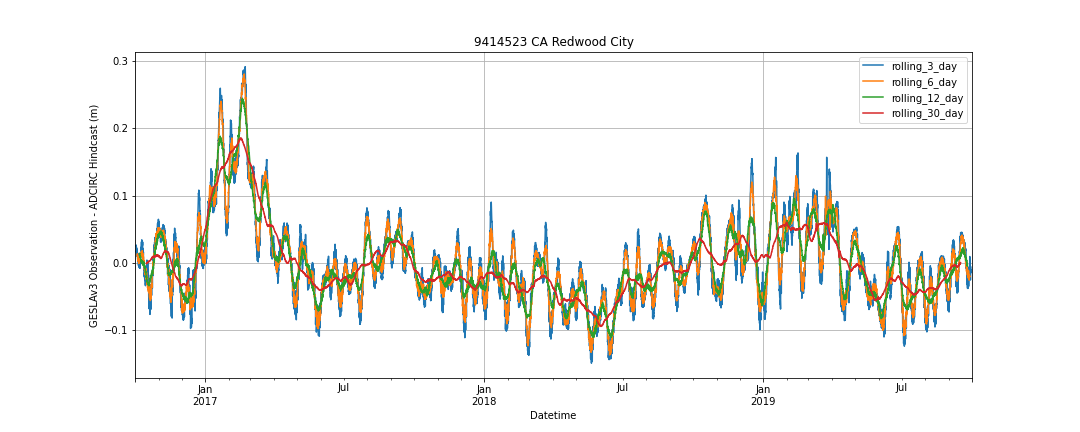 9414523 CA Redwood City
GESLAv3 Observation - ADCIRC Hindcast (m)
0.3
0.2
0.1
0.0
−0.1
rolling_3_day
rolling_6_day
rolling_12_day
rolling_30_day
Jan
2017
Jul
Jan
2018
Jul
Jan
2019
Jul
Datetime